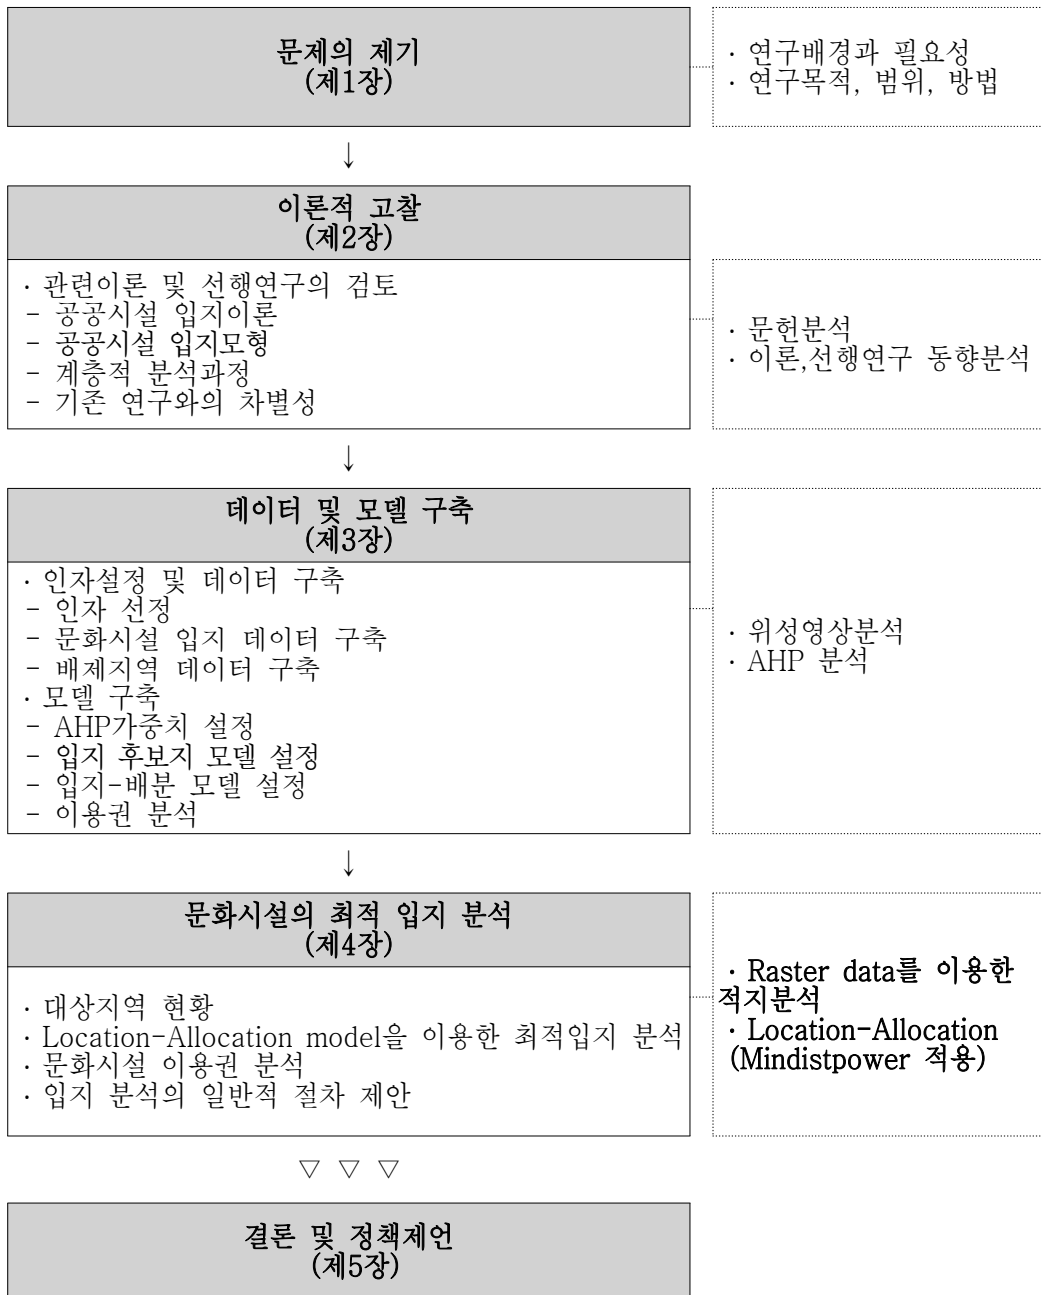 문제의 제기
(제1장)
· 연구배경과 필요성
· 연구목적, 범위, 방법
↓
이론적 고찰
(제2장)
· 관련이론 및 선행연구의 검토
- 공공시설 입지이론
- 공공시설 입지모형
- 계층적 분석과정
- 기존 연구와의 차별성
· 문헌분석
· 이론,선행연구 동향분석
↓
데이터 및 모델 구축
(제3장)
· 인자설정 및 데이터 구축
- 인자 선정
- 문화시설 입지 데이터 구축
- 배제지역 데이터 구축
· 모델 구축
- AHP가중치 설정
- 입지 후보지 모델 설정
- 입지-배분 모델 설정
- 이용권 분석
· 위성영상분석
· AHP 분석
↓
문화시설의 최적 입지 분석
(제4장)
· 대상지역 현황
· Location-Allocation model을 이용한 최적입지 분석
· 문화시설 이용권 분석
· 입지 분석의 일반적 절차 제안
· Raster data를 이용한
적지분석
· Location-Allocation
(Mindistpower 적용)
▽ ▽ ▽
결론 및 정책제언
(제5장)